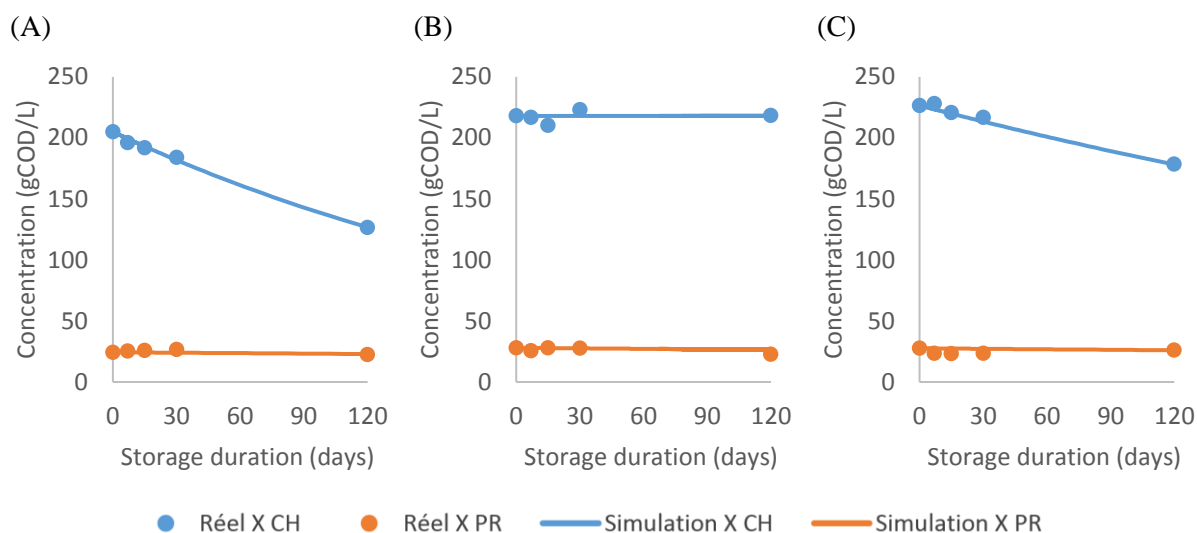 (A)
(B)
(C)
Concentration (gCOD/L)
250
200
150
100
50
0
0 30 60 90 120
Storage duration (days)
Concentration (gCOD/L)
250
200
150
100
50
0
0 30 60 90 120
Storage duration (days)
Concentration (gCOD/L)
250
200
150
100
50
0
0 30 60 90 120
Storage duration (days)
Réel X CH Réel X PR Simulation X CH Simulation X PR